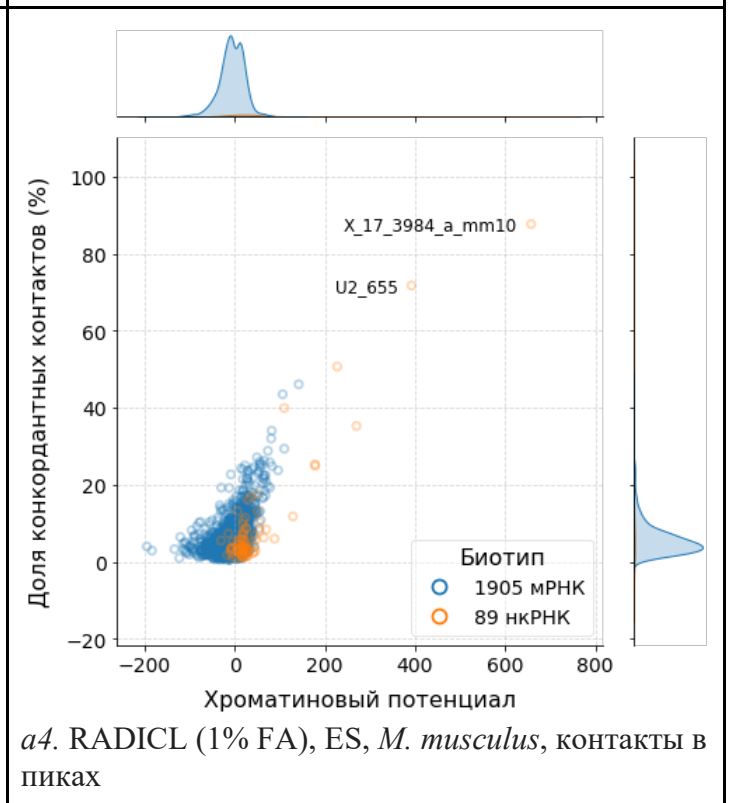 Доля конкордантных контактов (%)
100
80
60
40
20
0
−20
X_17_3984_a_mm10
U2_655
Биотип
1905 мРНК
89 нкРНК
−200 0 200 400 600 800
Хроматиновый потенциал
a4. RADICL (1% FA), ES, M. musculus, контакты в
пиках